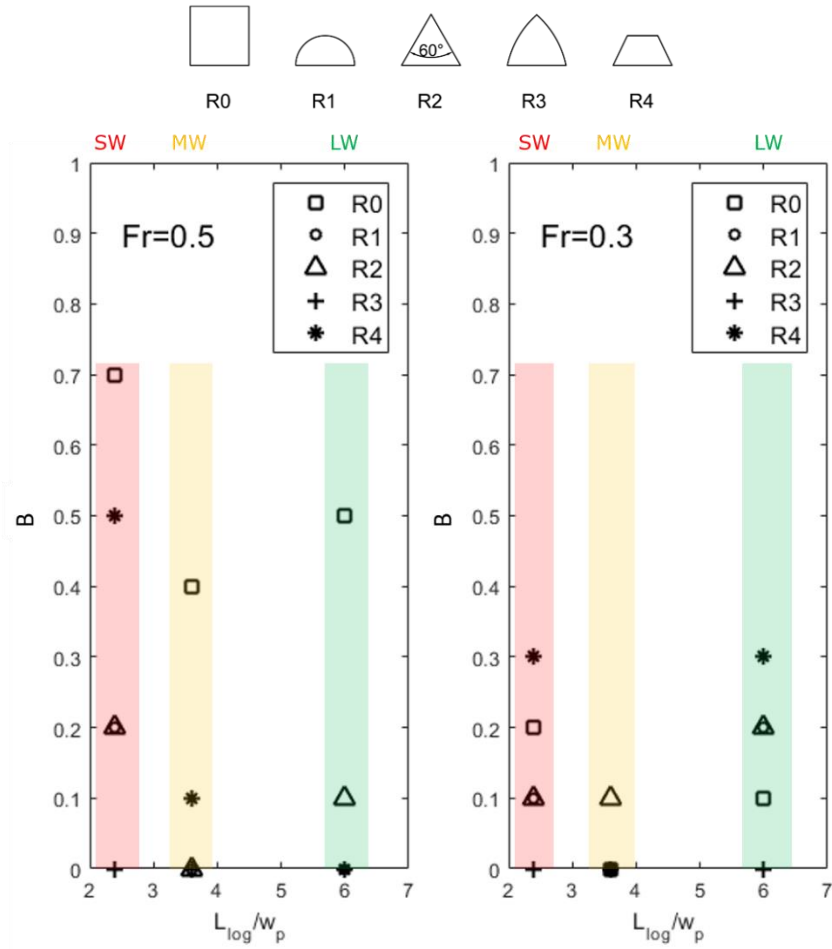 60°
R0 R1 R2 R3 R4
SW MW LW SW MW LW
1
0.9
0.8
0.7
0.6
0.5
0.4
0.3
0.2
0.1
0
B
Fr=0.5
R0
R1
R2
R3
R4
2 3 4 5 6 7
L_log/w_p
1
0.9
0.8
0.7
0.6
0.5
0.4
0.3
0.2
0.1
0
B
Fr=0.3
R0
R1
R2
R3
R4
2 3 4 5 6 7
L_log/w_p